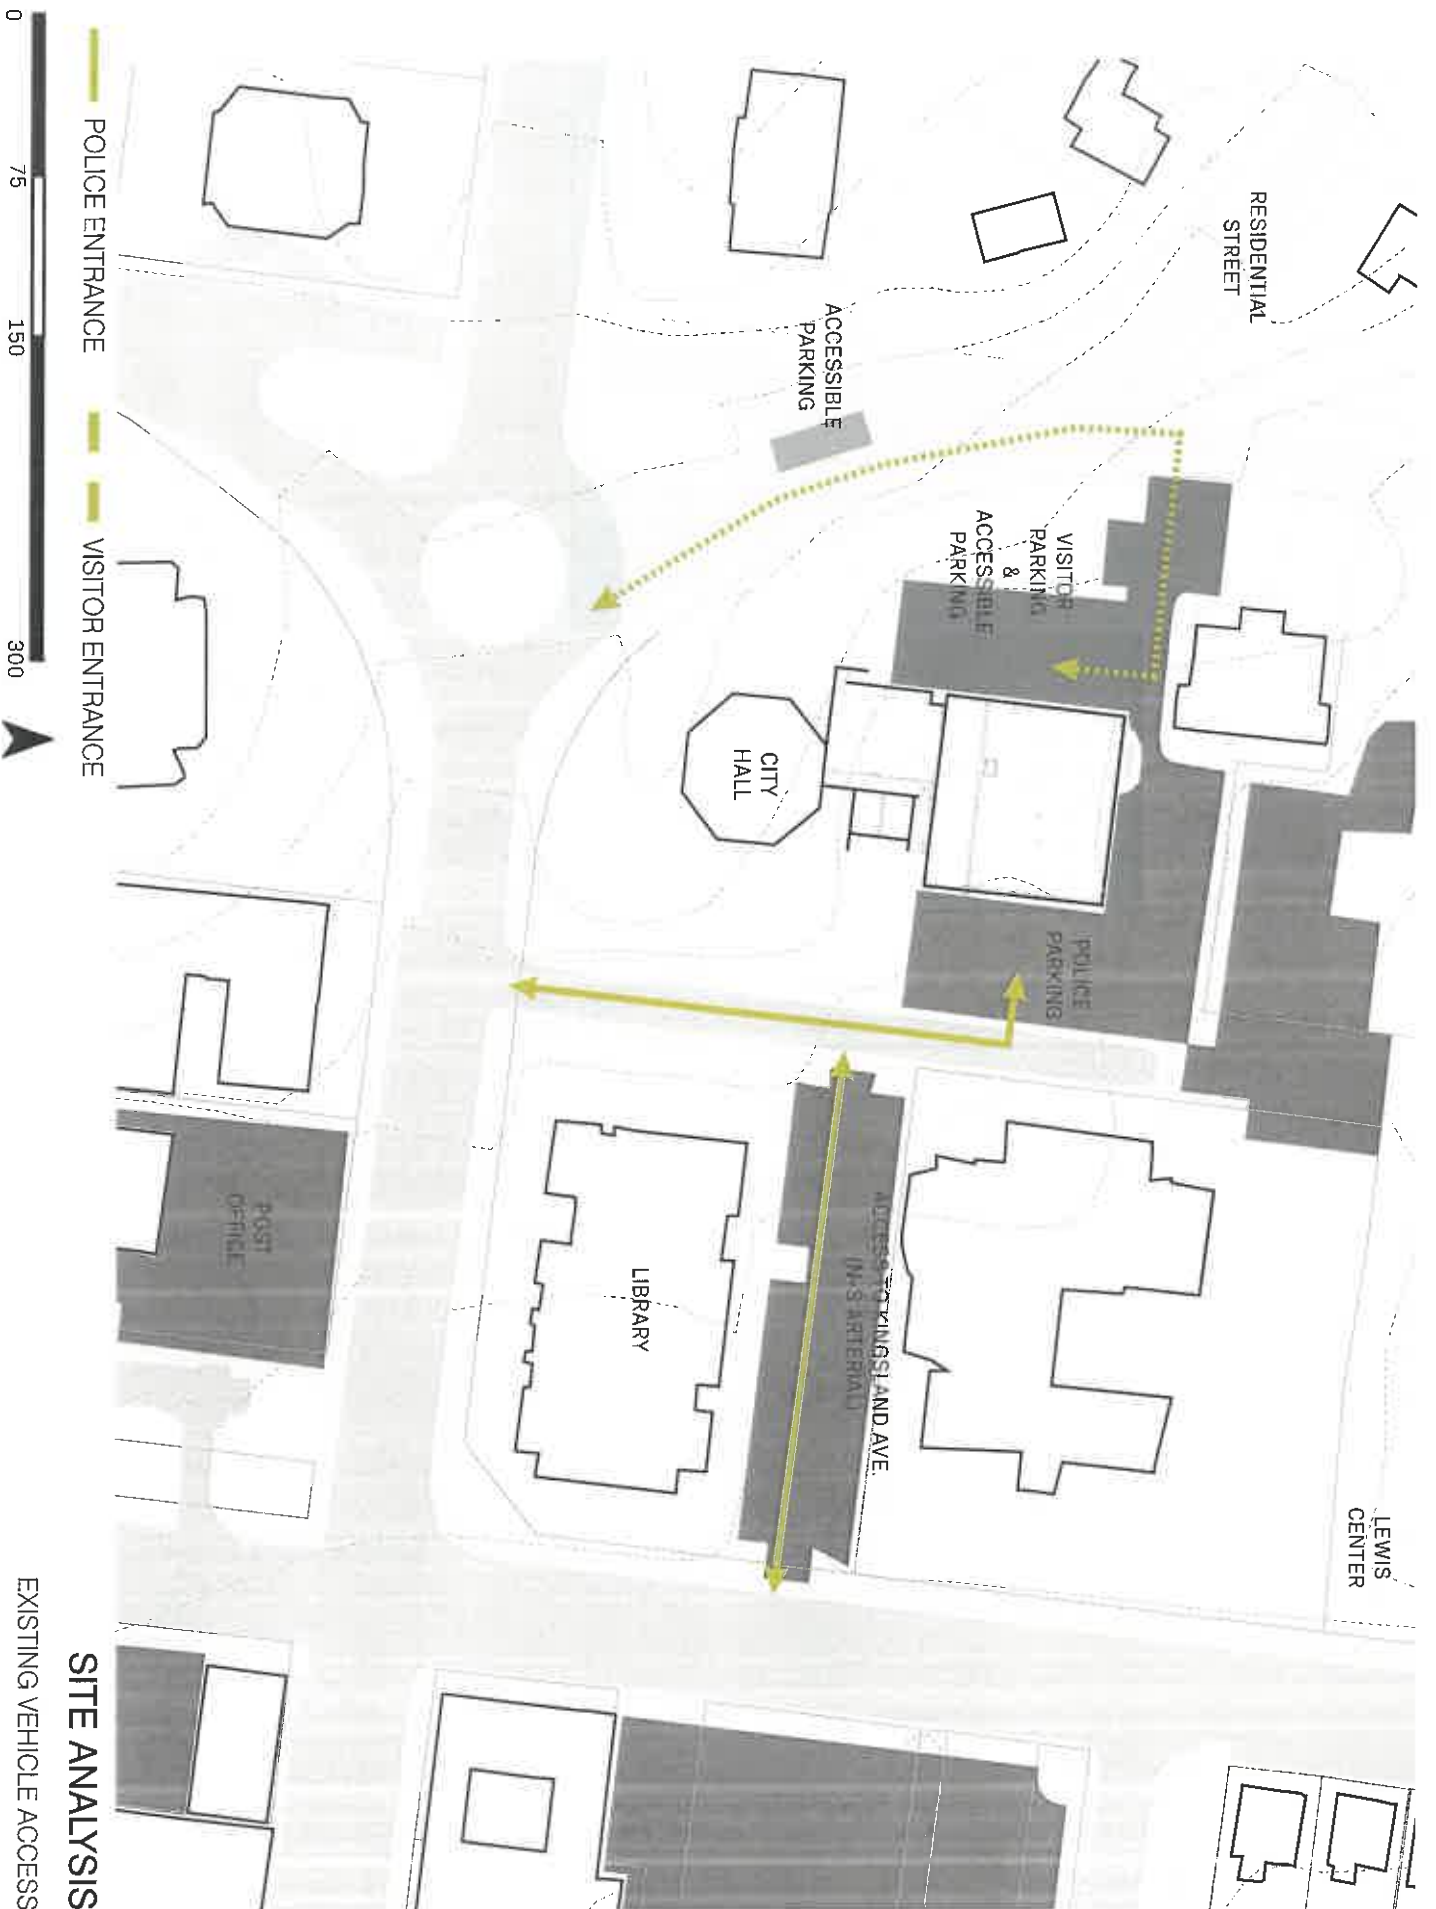 RESIDENTIAL
STREET
ACCESSIBLE
PARKING
VISITOR
PARKING
&
ACCESSIBLE
PARKING
CITY
HALL
POLICE
PARKING
LEWIS
CENTER
ACCESS TO KINGSLAND AVE.
(N-S ARTERIAL)
LIBRARY
POST
OFFICE
POLICE ENTRANCE
VISITOR ENTRANCE
0 75 150 300
SITE ANALYSIS
EXISTING VEHICLE ACCESS